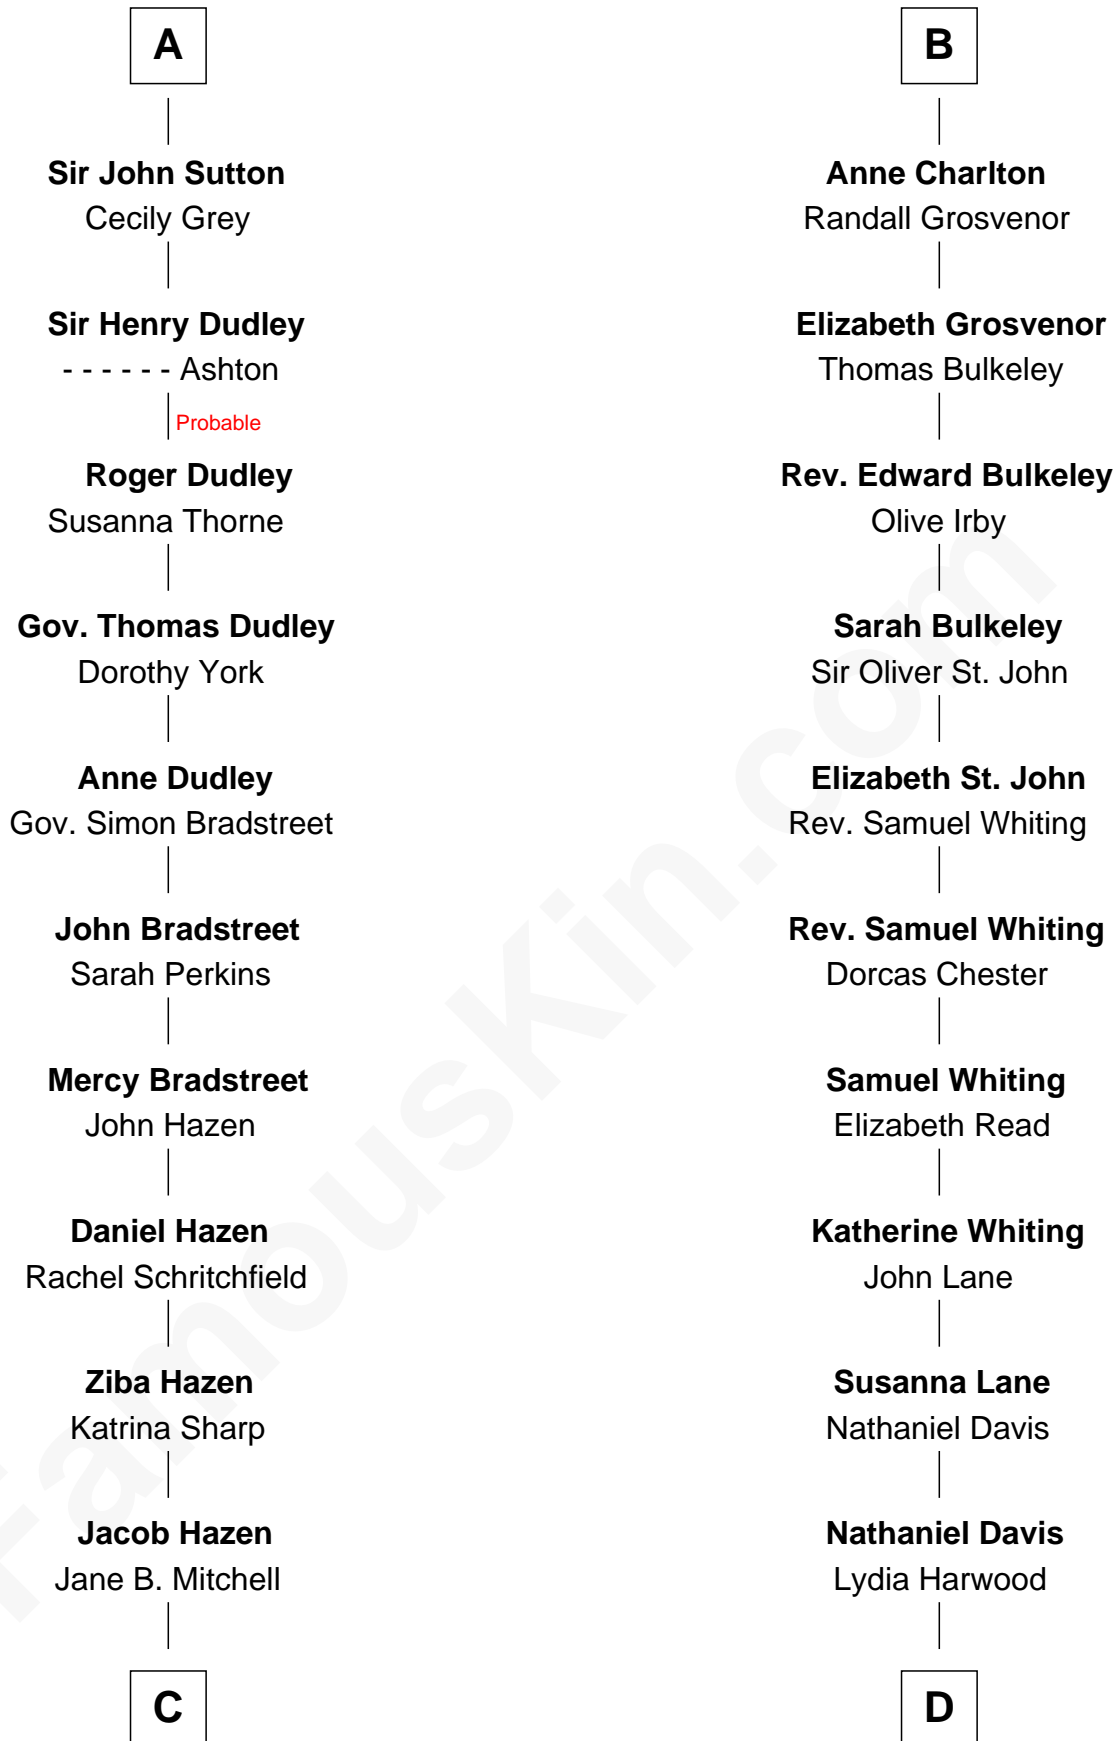 A
Sir John Sutton
Cecily Grey
Sir Henry Dudley
- - - - - - Ashton
Probable
Roger Dudley
Susanna Thorne
Gov. Thomas Dudley
Dorothy York
Anne Dudley
Gov. Simon Bradstreet
John Bradstreet
Sarah Perkins
Mercy Bradstreet
John Hazen
Daniel Hazen
Rachel Schritchfield
Ziba Hazen
Katrina Sharp
Jacob Hazen
Jane B. Mitchell
C
B
Anne Charlton
Randall Grosvenor
Elizabeth Grosvenor
Thomas Bulkeley
Rev. Edward Bulkeley
Olive Irby
Sarah Bulkeley
Sir Oliver St. John
Elizabeth St. John
Rev. Samuel Whiting
Rev. Samuel Whiting
Dorcas Chester
Samuel Whiting
Elizabeth Read
Katherine Whiting
John Lane
Susanna Lane
Nathaniel Davis
Nathaniel Davis
Lydia Harwood
D
FamousKin.com